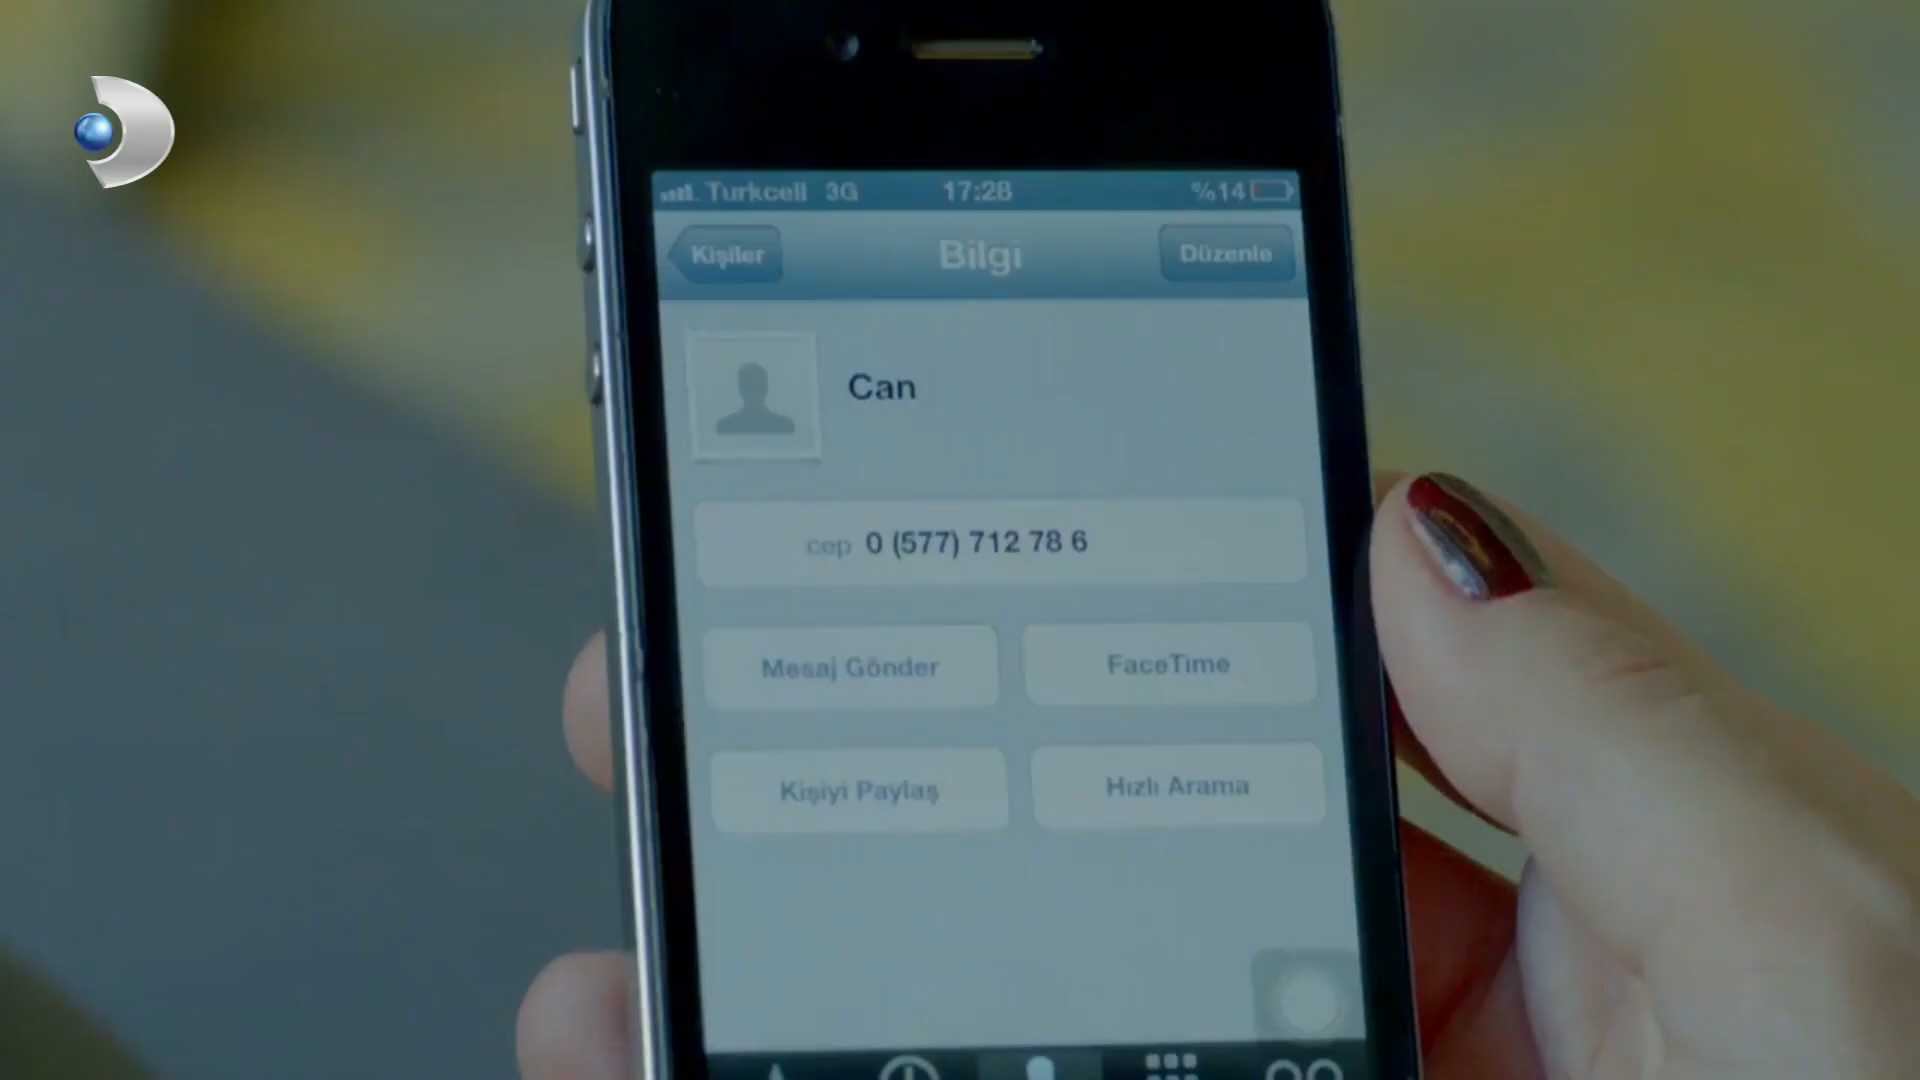 Turkcell 3G 17:28 %14
Kişiler Bilgi Düzenle
Can
cep 0 (577) 712 78 6
Mesaj Gönder FaceTime
Kişiyi Paylaş Hızlı Arama